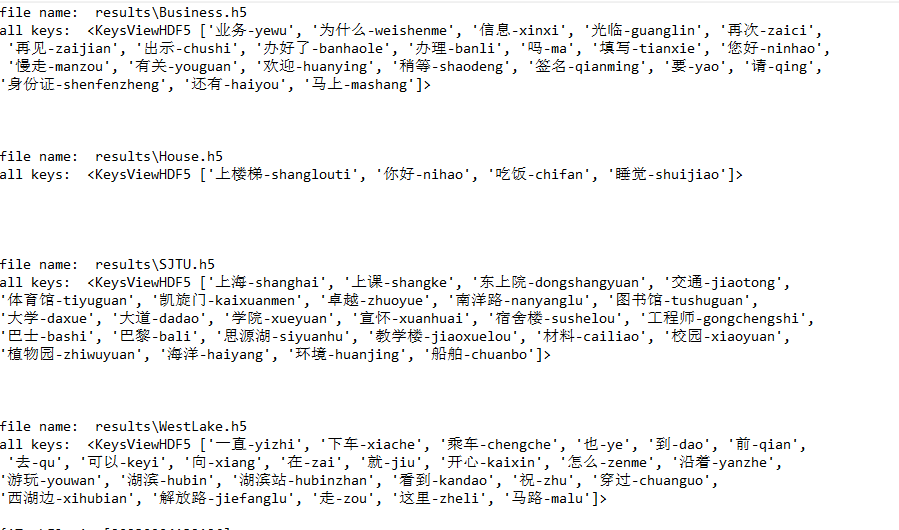 file name:  results\Business.h5
all keys:  <KeysViewHDF5 ['业务-yewu', '为什么-weishenme', '信息-xinxi', '光临-guanglin', '再次-zaici',
'再见-zaijian', '出示-chushi', '办好了-banhaole', '办理-banli', '吗-ma', '填写-tianxie', '您好-ninhao',
'慢走-manzou', '有关-youguan', '欢迎-huanying', '稍等-shaodeng', '签名-qianming', '要-yao', '请-qing',
'身份证-shenfenzheng', '还有-haiyou', '马上-mashang']>
file name:  results\House.h5
all keys:  <KeysViewHDF5 ['上楼梯-shanglouti', '你好-nihao', '吃饭-chifan', '睡觉-shuijiao']>
file name:  results\SJTU.h5
all keys:  <KeysViewHDF5 ['上海-shanghai', '上课-shangke', '东上院-dongshangyuan', '交通-jiaotong',
'体育馆-tiyuguan', '凯旋门-kaixuanmen', '卓越-zhuoyue', '南洋路-nanyanglu', '图书馆-tushuguan',
'大学-daxue', '大道-dadao', '学院-xueyuan', '宣怀-xuanhuai', '宿舍楼-sushelou', '工程师-gongchengshi',
'巴士-bashi', '巴黎-bali', '思源湖-siyuanhu', '教学楼-jiaoxuelou', '材料-cailiao', '校园-xiaoyuan',
'植物园-zhiwuyuan', '海洋-haiyang', '环境-huanjing', '船舶-chuanbo']>
file name:  results\WestLake.h5
all keys:  <KeysViewHDF5 ['一直-yizhi', '下车-xiache', '乘车-chengche', '也-ye', '到-dao', '前-qian',
'去-qu', '可以-keyi', '向-xiang', '在-zai', '就-jiu', '开心-kaixin', '怎么-zenme', '沿着-yanzhe',
'游玩-youwan', '湖滨-hubin', '湖滨站-hubinzhan', '看到-kandao', '祝-zhu', '穿过-chuanguo',
'西湖边-xihubian', '解放路-jiefanglu', '走-zou', '这里-zheli', '马路-malu']>